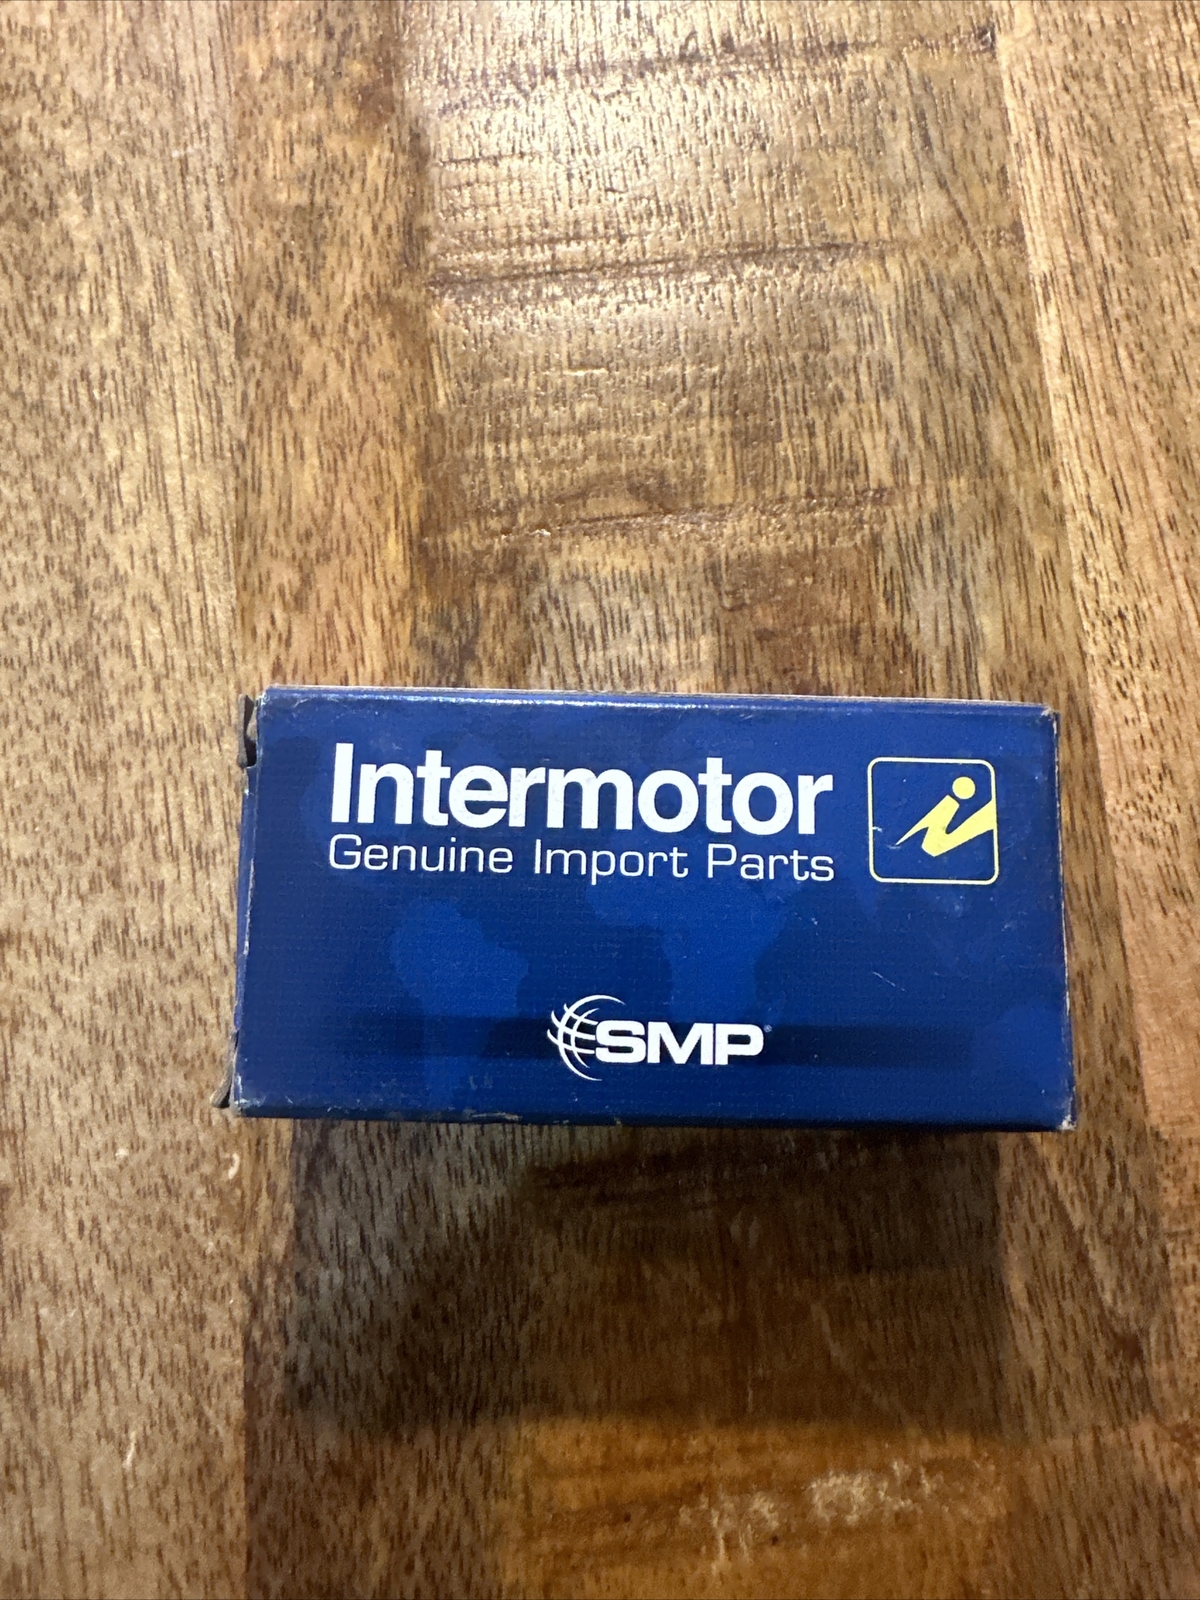 Intermotor
Genuine Import Parts
SMP®